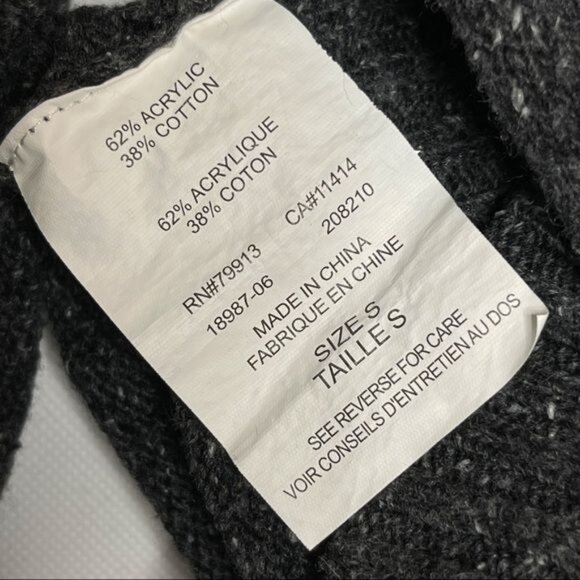 62% ACRYLIC
38% COTTON
62% ACRYLIQUE
38% COTON
RN#79913 CA#11414
18987-06 208210
MADE IN CHINA
FABRIQUE EN CHINE
SIZE S
TAILLE S
SEE REVERSE FOR CARE
VOIR CONSEILS D'ENTRETIEN AU DOS